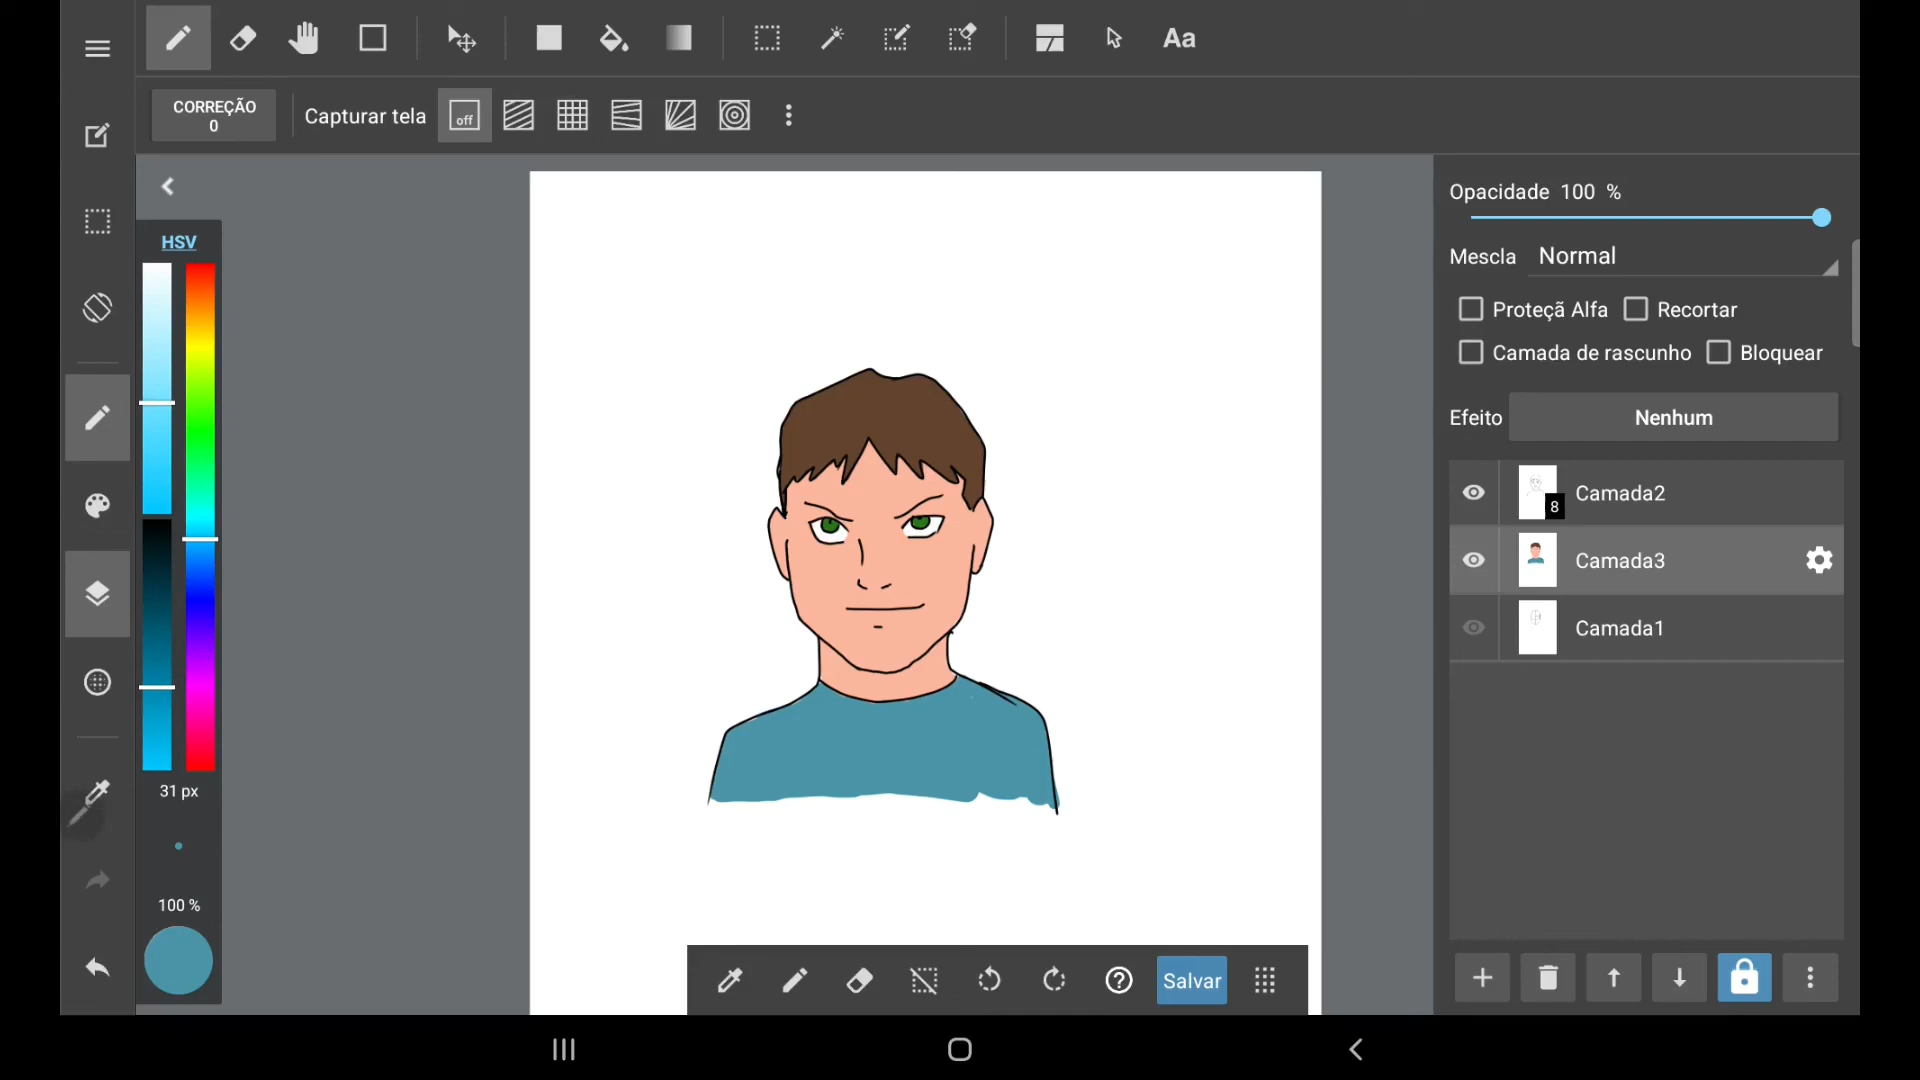 Aa
CORREÇÃO
0
Capturar tela
off
HSV
31 px
100 %
Opacidade 100 %
Mescla Normal
Proteçã Alfa Recortar
Camada de rascunho Bloquear
Efeito Nenhum
8 Camada2
Camada3
Camada1
Salvar